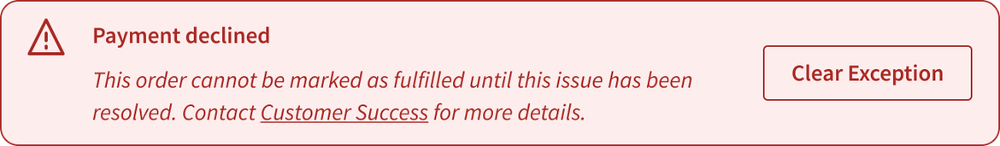 Payment declined
This order cannot be marked as fulfilled until this issue has been
resolved. Contact Customer Success for more details.
Clear Exception